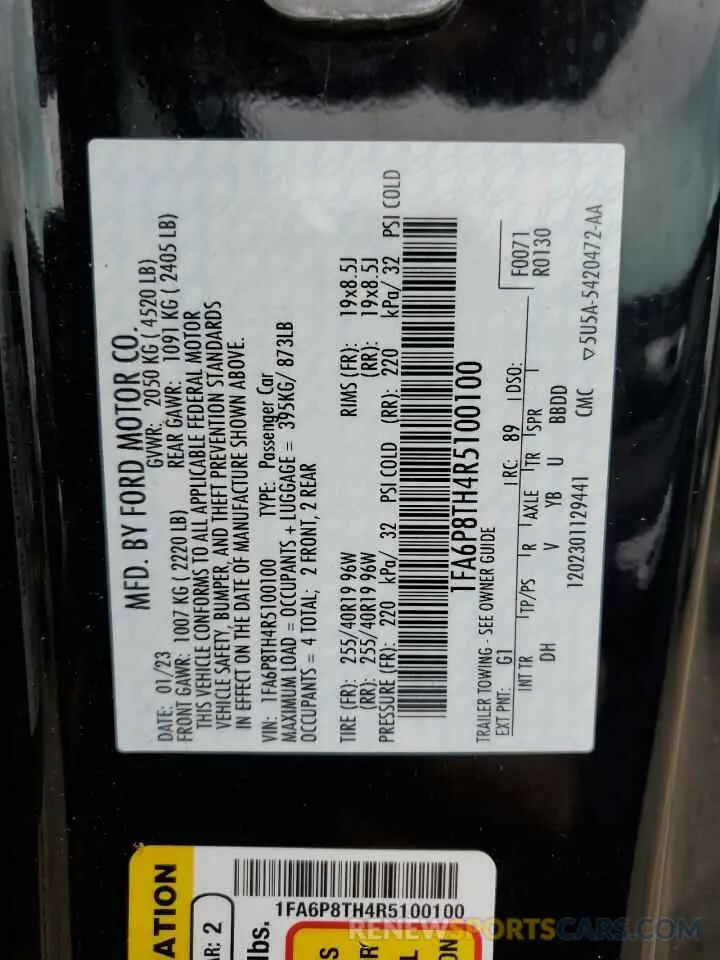 MFD. BY FORD MOTOR CO.
DATE: 01/23 GVWR: 2050 KG ( 4520 LB)
FRONT GAWR: 1007 KG ( 2220 LB) REAR GAWR: 1091 KG ( 2405 LB)
THIS VEHICLE CONFORMS TO ALL APPLICABLE FEDERAL MOTOR
VEHICLE SAFETY, BUMPER, AND THEFT PREVENTION STANDARDS
IN EFFECT ON THE DATE OF MANUFACTURE SHOWN ABOVE.
VIN: 1FA6P8TH4R5100100 TYPE: Passenger Car
MAXIMUM LOAD = OCCUPANTS + LUGGAGE = 395KG/ 873LB
OCCUPANTS = 4 TOTAL; 2 FRONT, 2 REAR
TIRE (FR): 255/40R19 96W RIMS (FR): 19x8.5J
(RR): 255/40R19 96W (RR): 19x8.5J
PRESSURE (FR): 220 kPa/ 32 PSI COLD (RR): 220 kPa/ 32 PSI COLD
1FA6P8TH4R5100100
TRAILER TOWING - SEE OWNER GUIDE
F0071
R0130
EXT PNT: G1 RC: 89 DSO:
INT TR TP/PS R AXLE TR SPR
DH V YB U BBDD
1202301129441 CMC ▽5U5A-5420472-AA
ATION
AR: 2
lbs.
1FA6P8TH4R5100100
S
R
L
ON
RENEWSPORTSCARS.COM